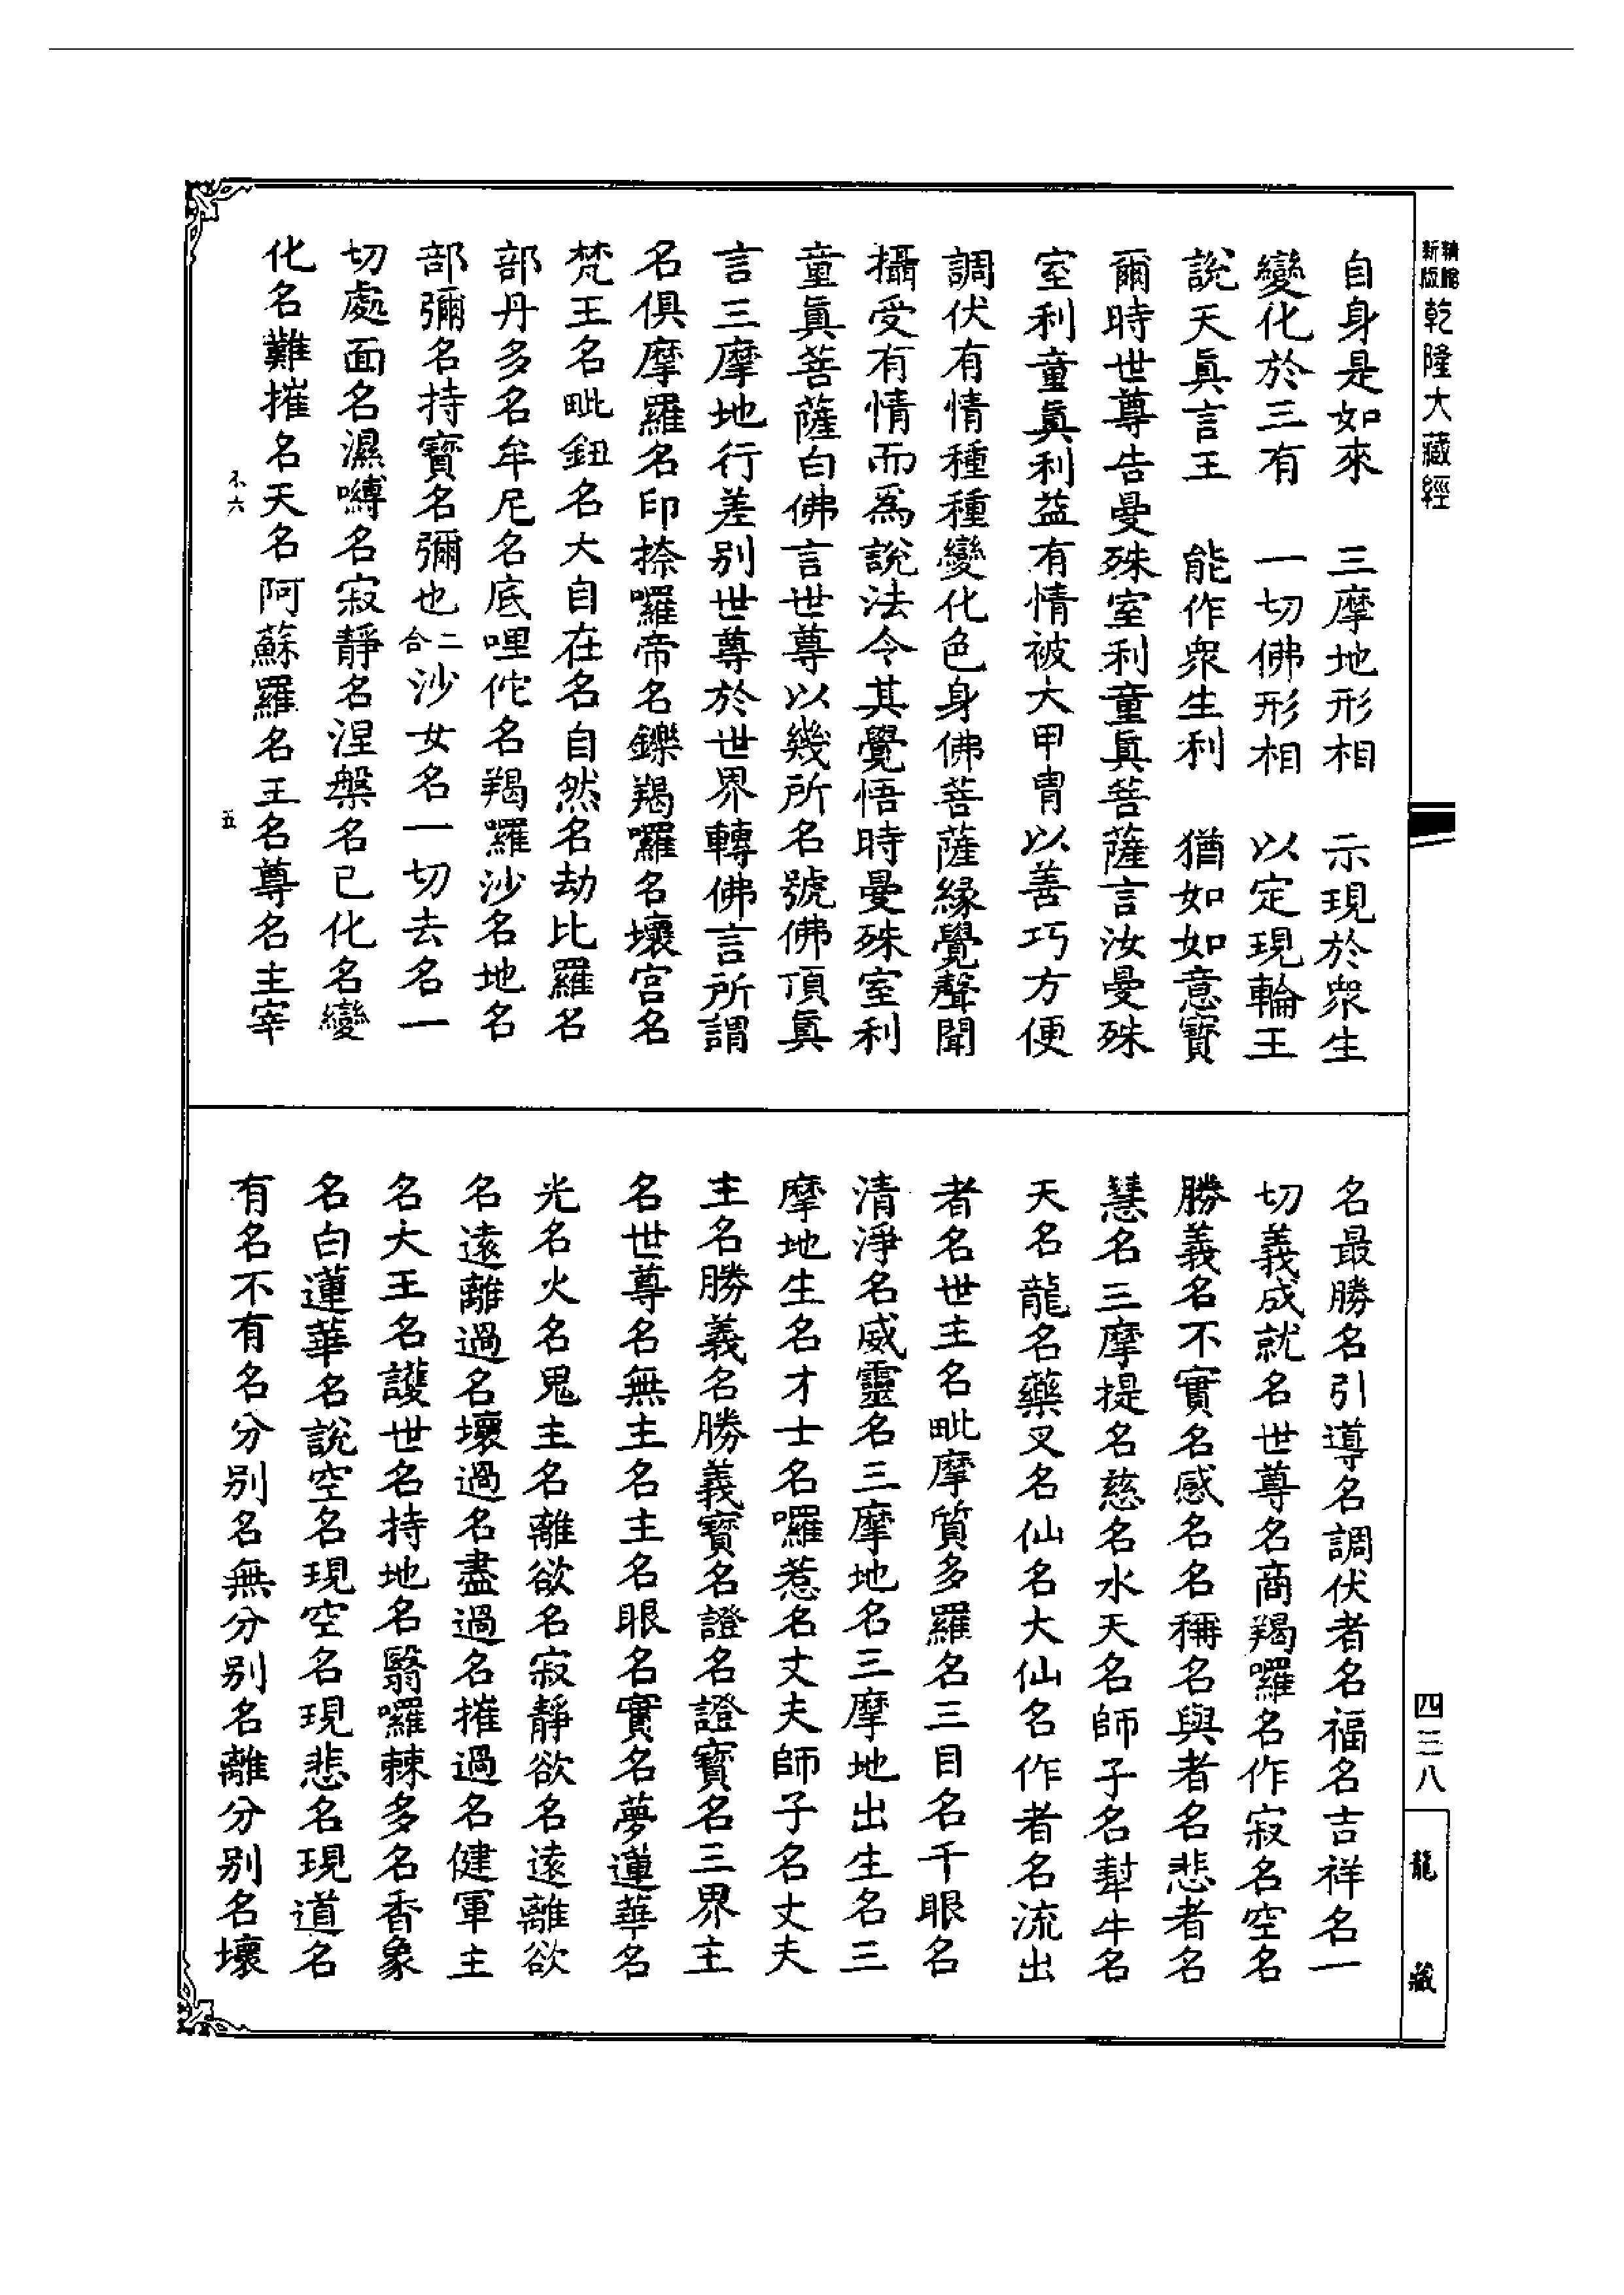 精縮
新版
乾隆大藏經
自身是如來　三摩地形相　示現於衆生
變化於三有　一切佛形相　以定現輪王
說天眞言王　能作衆生利　猶如如意寶
爾時世尊告曼殊室利童眞菩薩言汝曼殊
室利童眞利益有情被大甲冑以善巧方便
調伏有情種種變化色身佛菩薩緣覺聲聞
攝受有情而爲說法令其覺悟時曼殊室利
童眞菩薩白佛言世尊以幾所名號佛頂眞
言三摩地行差别世尊於世界轉佛言所謂
名俱摩羅名印捺囉帝名鑠羯囉名壞宮名
梵王名毗鈕名大自在名自然名劫比羅名
部丹多名牟尼名底哩佗名羯羅沙名地名
部彌名持寶名彌也二合沙女名一切去名一
切處面名濕嚩名寂靜名涅槃名已化名變
化名難摧名天名阿蘇羅名王名尊名主宰
不六
五
名最勝名引導名調伏者名福名吉祥名一
切義成就名世尊名商羯囉名作寂名空名
勝義名不實名感名名稱名與者名悲者名
慧名三摩提名慈名水天名師子名犎牛名
天名龍名藥叉名仙名大仙名作者名流出
者名世主名毗摩質多羅名三目名千眼名
清淨名威靈名三摩地名三摩地出生名三
摩地生名才士名囉惹名丈夫師子名丈夫
主名勝義名勝義寶名證名證寶名三界主
名世尊名無主名主名眼名實名夢蓮華名
光名火名鬼主名離欲名寂靜欲名遠離欲
名遠離過名壞過名盡過名摧過名健軍主
名大王名護世名持地名翳囉棘多名香象
名白蓮華名說空名現空名現悲名現道名
有名不有名分别名無分别名離分别名壞
四三八
龍藏